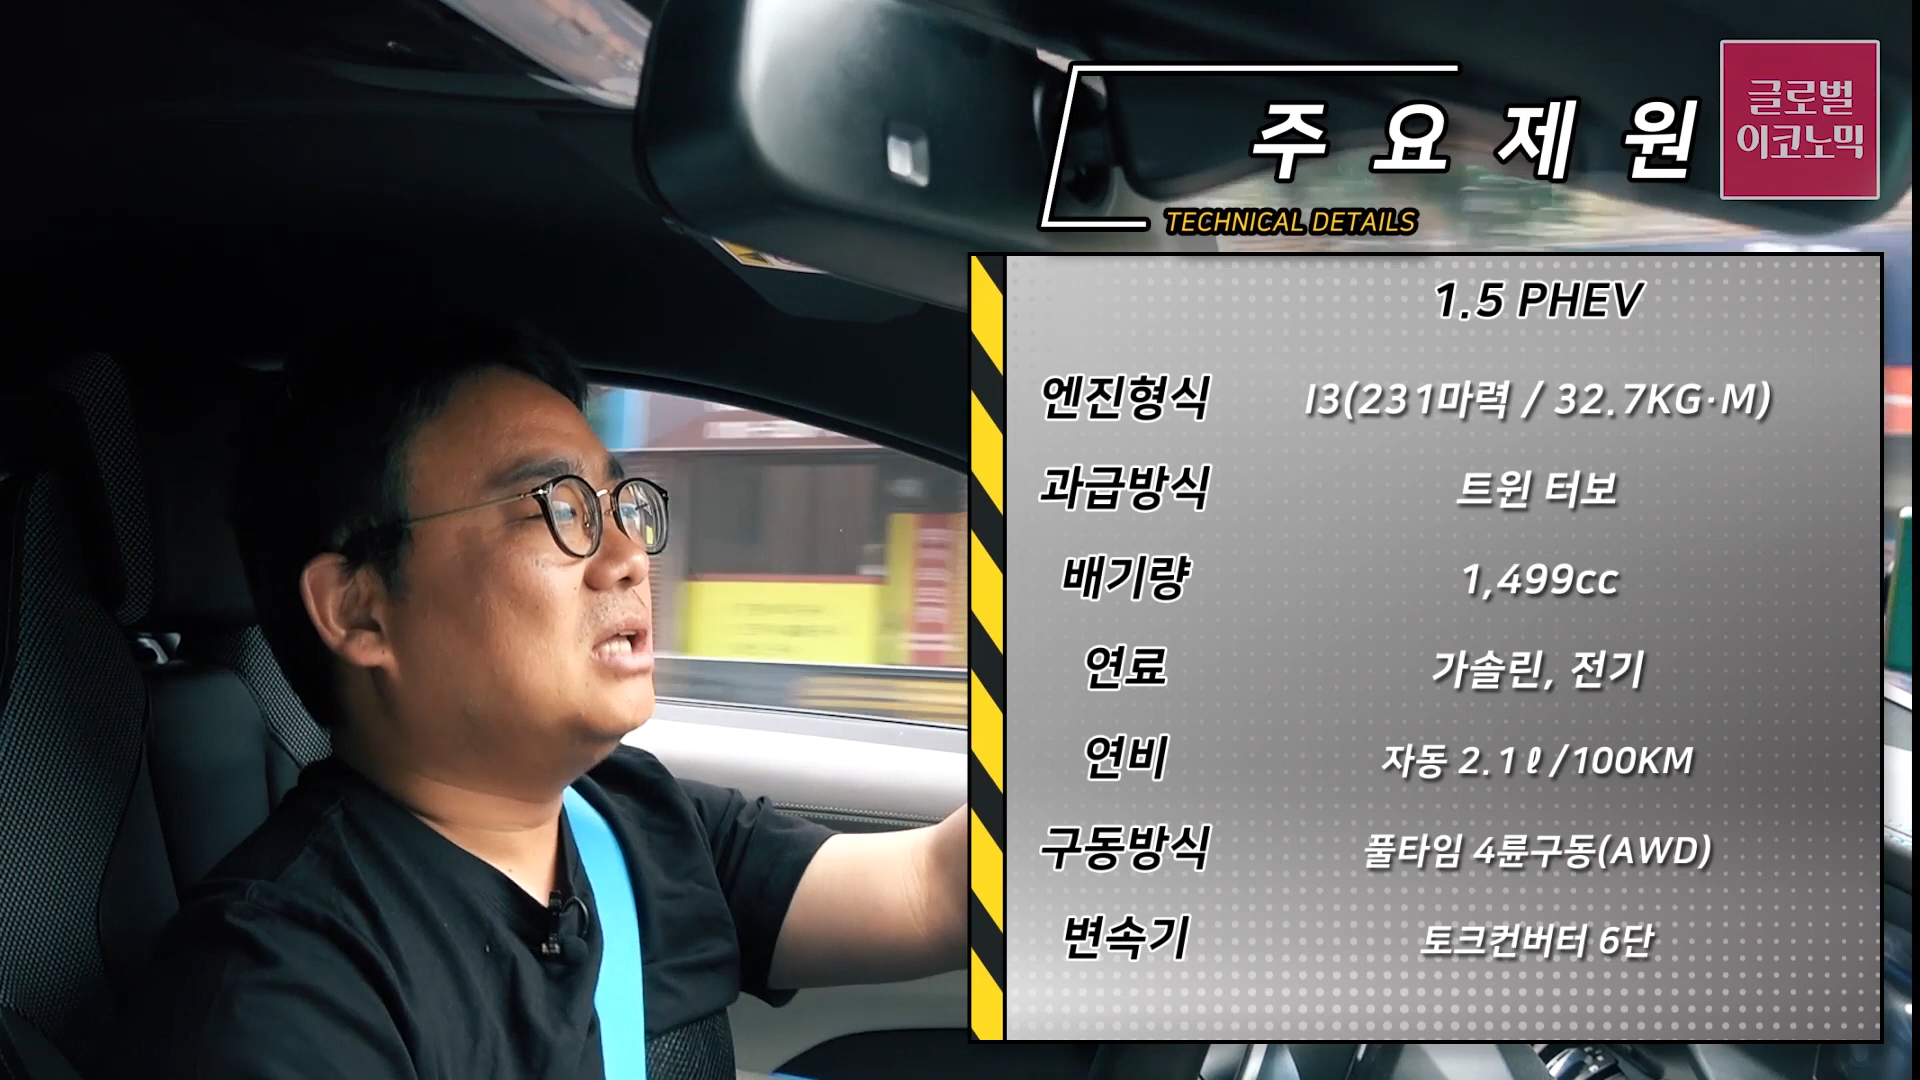 주요제원
글로벌
이코노믹
TECHNICAL DETAILS
1.5 PHEV
엔진형식 I3(231마력 / 32.7KG·M)
과급방식 트윈 터보
배기량 1,499cc
연료 가솔린, 전기
연비 자동 2.1ℓ/100KM
구동방식 풀타임 4륜구동(AWD)
변속기 토크컨버터 6단